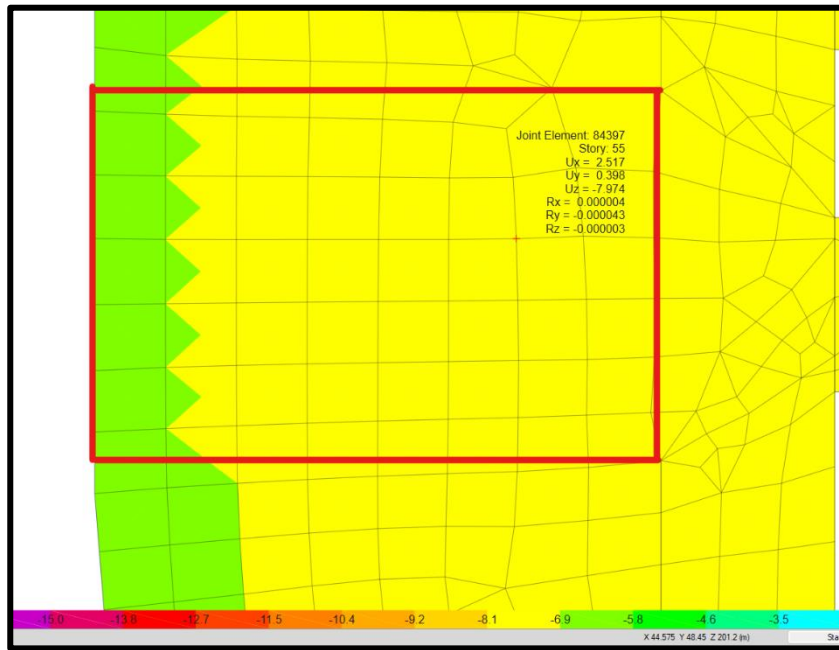 Joint Element: 84397
Story: 55
Ux = 2.517
Uy = 0.398
Uz = -7.974
Rx = 0.000004
Ry = -0.000043
Rz = -0.000003
-15.0 -13.8 -12.7 -11.5 -10.4 -9.2 -8.1 -6.9 -5.8 -4.6 -3.5
X 44.575 Y 48.45 Z 201.2 (m) Sta